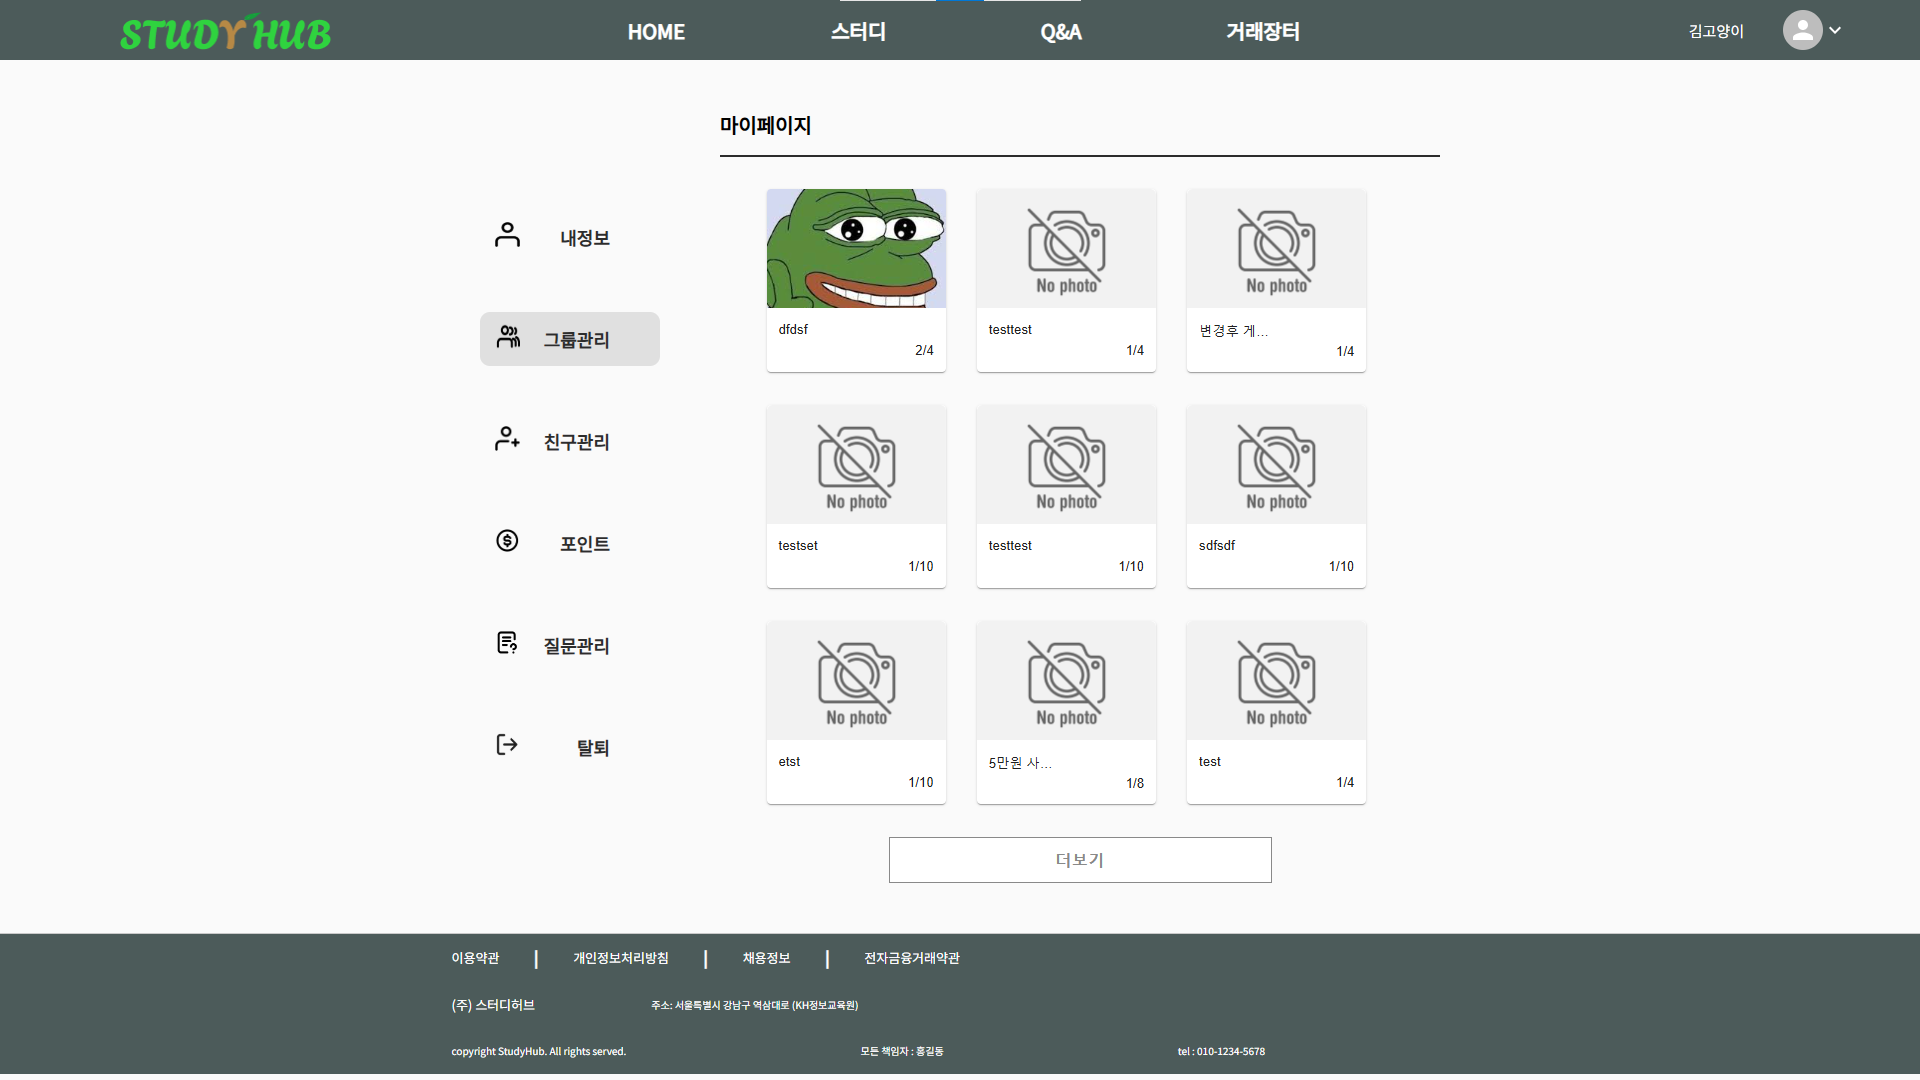 STUDYHUB
HOME 스터디 Q&A 거래장터 김고양이
마이페이지
내정보
그룹관리
친구관리
포인트
질문관리
탈퇴
No photo No photo
dfdsf testtest 변경후 게...
2/4 1/4 1/4
No photo No photo No photo
testset testtest sdfsdf
1/10 1/10 1/10
No photo No photo No photo
etst 5만원 사... test
1/10 1/8 1/4
더보기
이용약관 | 개인정보처리방침 | 채용정보 | 전자금융거래약관
(주) 스터디허브 주소: 서울특별시 강남구 역삼대로 (KH정보교육원)
copyright StudyHub. All rights served. 모든 책임자 : 홍길동 tel : 010-1234-5678